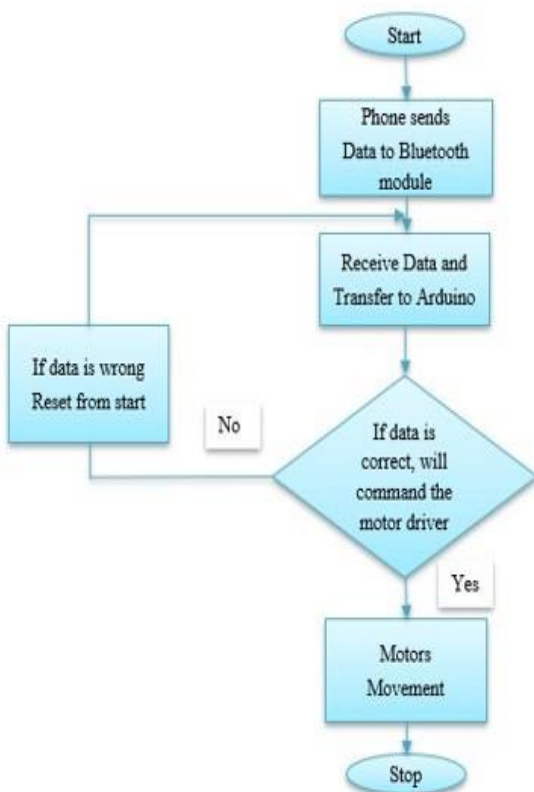 Start
Phone sends
Data to Bluetooth
module
Receive Data and
Transfer to Arduino
If data is wrong
Reset from start
No
If data is
correct, will
command the
motor driver
Yes
Motors
Movement
Stop